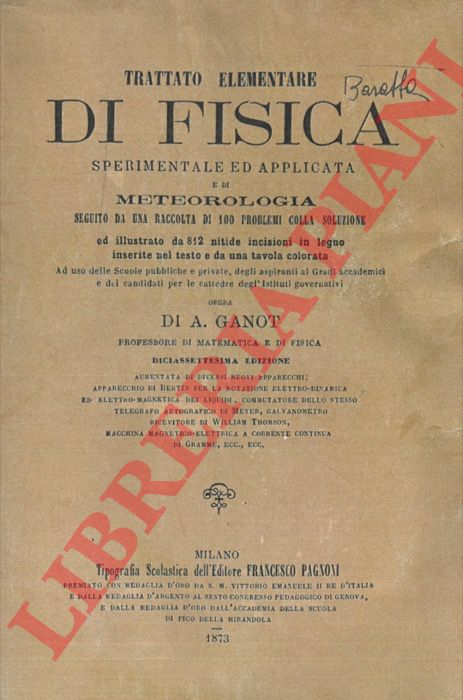 TRATTATO ELEMENTARE
Baratta
DI FISICA
SPERIMENTALE ED APPLICATA
E DI
METEOROLOGIA
SEGUITO DA UNA RACCOLTA DI 100 PROBLEMI COLLA SOLUZIONE
ed illustrato da 812 nitide incisioni in legno
inserite nel testo e da una tavola colorata
Ad uso delle Scuole pubbliche e private, degli aspiranti ai Gradi accademici
e dei candidati per le cattedre degl' Istituti governativi
OPERA
DI A. GANOT
PROFESSORE DI MATEMATICA E DI FISICA
DICIASSETTESIMA EDIZIONE
AUMENTATA DI DIVERSI NUOVI APPARECCHI:
APPARECCHIO DI BERTIN PER LA ROTAZIONE ELETTRO-DINAMICA
ED ELETTRO-MAGNETICA DEI LIQUIDI, COMMUTATORE DELLO STESSO
TELEGRAFO AUTOGRAFICO DI MEYER, GALVANOMETRO
RICEVITORE DI WILLIAM THOMSON,
MACCHINA MAGNETICO-ELETTRICA A CORRENTE CONTINUA
DI GRAMME, ECC., ECC.
MILANO
Tipografia Scolastica dell'Editore FRANCESCO PAGNONI
PREMIATO CON MEDAGLIA D'ORO DA S. M. VITTORIO EMANUELE II RE D'ITALIA
E DALLA MEDAGLIA D'ARGENTO AL SESTO CONGRESSO PEDAGOGICO DI GENOVA,
E DALLA MEDAGLIA D'ORO DALL'ACCADEMIA DELLA SCUOLA
DI PICO DELLA MIRANDOLA
1873
LIBRERIA PIANI